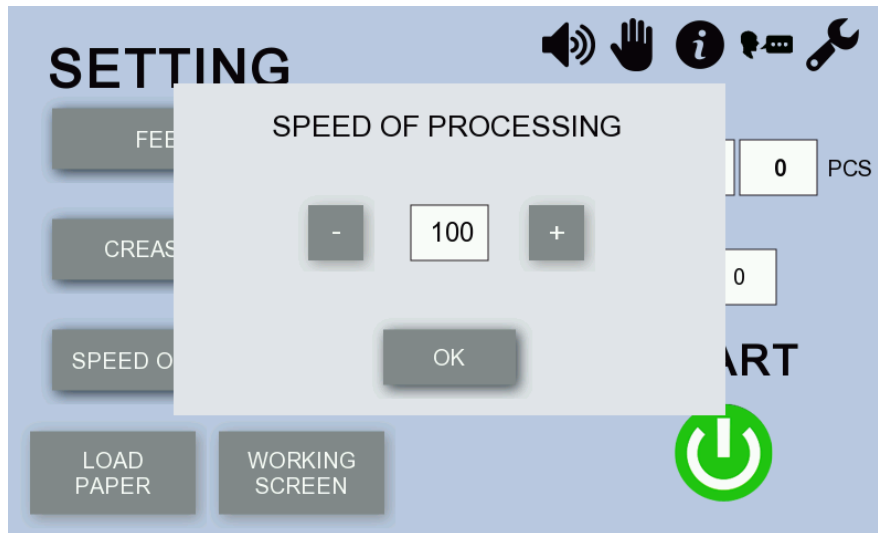 SETTING
SPEED OF PROCESSING
FEE
0 PCS
- 100 +
CREAS
0
OK
SPEED O
ART
LOAD
PAPER
WORKING
SCREEN